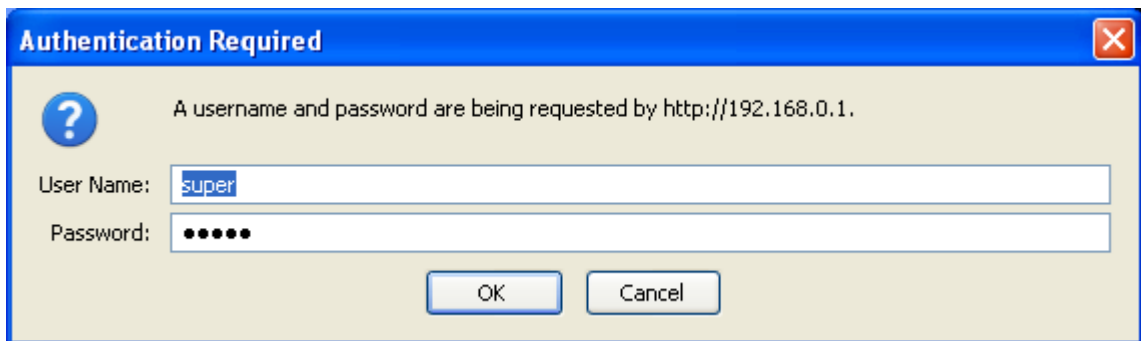 Authentication Required
A username and password are being requested by http://192.168.0.1.
User Name: super
Password: •••••
OK Cancel